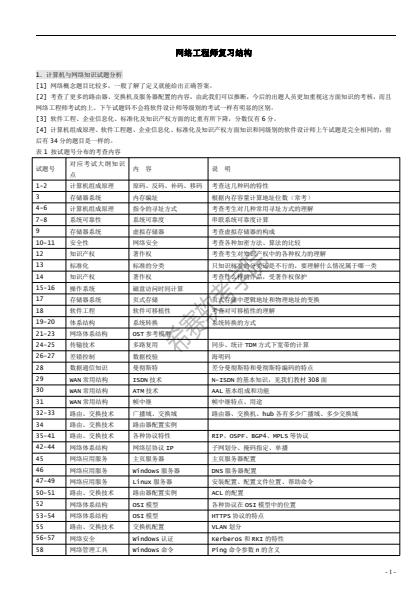 网络工程师复习结构
1、计算机与网络知识试题分析
[1] 网络概念题目比较多，一般了解了定义就能给出正确答案。
[2] 考查了更多的路由器、交换机及服务器配置的内容，由此我们可以推断，今后的出题人员更加重视这方面知识的考核，而且
网络工程师考试的上、下午试题斜不会将软件设计师等级别的考试一样有明显的区别。
[3] 软件工程、企业信息化、标准化及知识产权方面的比重有所下降，分数仅有 6 分。
[4] 计算机组成原理、软件工程题、企业信息化、标准化及知识产权方面知识和同级别的软件设计师上午试题是完全相同的，前
后有 34 分的题目是一样的。
表 1 按试题号分布的考查内容
试题号 对应考试大纲知识点 内 容 说 明
1-2 计算机组成原理 原码、反码、补码、移码 考查这几种码的特性
3 存储器系统 内存编址 根据内存容量计算地址位数（常考）
4-6 计算机组成原理 指令的寻址方式 考查考生对几种常用寻址方式的理解
7-8 系统可靠性 系统可靠度 串联系统可靠度计算
9 存储器系统 虚拟存储器 考查虚拟存储器的构成
10-11 安全性 网络安全 考查各种加密方法、算法的比较
12 知识产权 著作权 考查考生对知识产权中的各种权力的理解
13 标准化 标准的分类 只知识标准的分类还是不行的，要理解什么情况属于哪一类
14 知识产权 著作权 考查什么样的作品，受著作权保护
15-16 操作系统 磁盘访问时间计算
17 存储器系统 页式存储 页式存储中逻辑地址和物理地址的变换
18 软件工程 软件可移植性 考查对可移植性的理解
19-20 体系结构 系统转换 系统转换的方式
21-23 网络体系结构 OST 参考模型
24-25 传输技术 多路复用 同步、统计 TDM 方式下宽带的计算
26-27 差错控制 数据校验 海明码
28 数据通信知识 曼彻斯特 差分曼彻斯特和曼彻斯特编码的特点
29 WAN 常用结构 ISDN 技术 N-ISDN 的基本知识，见我们教材 308 面
30 WAN 常用结构 ATM 技术 AAL 基本组成和功能
31 WAN 常用结构 帧中继 帧中继特点、用途
32-33 路由、交换技术 广播域、交换域 路由器、交换机、hub 各有多少广播域、多少交换域
34 路由、交换技术 路由器配置实例
35-41 路由、交换技术 各种协议特性 RIP、OSPF、BGP4、MPLS 等协议
42-44 网络体系结构 网络层协议 IP 子网划分、掩码指定、单播
45 网络应用服务 主页服务器 主页服务器配置
46 网络应用服务 Windows 服务器 DNS 服务器配置
47-49 网络应用服务 Linux 服务器 安装配置、配置文件位置、帮助命令
50-51 路由、交换技术 路由器配置实例 ACL 的配置
52 网络体系结构 OSI 模型 各种协议在 OSI 模型中的位置
53-54 网络体系结构 OSI 模型 HTTPS 协议的特点
55 路由、交换技术 交换机配置 VLAN 划分
56-57 网络安全 Windows 认证 Kerberos 和 RKI 的特性
58 网络管理工具 Windows 命令 Ping 命令参数 n 的含义
- 1 -